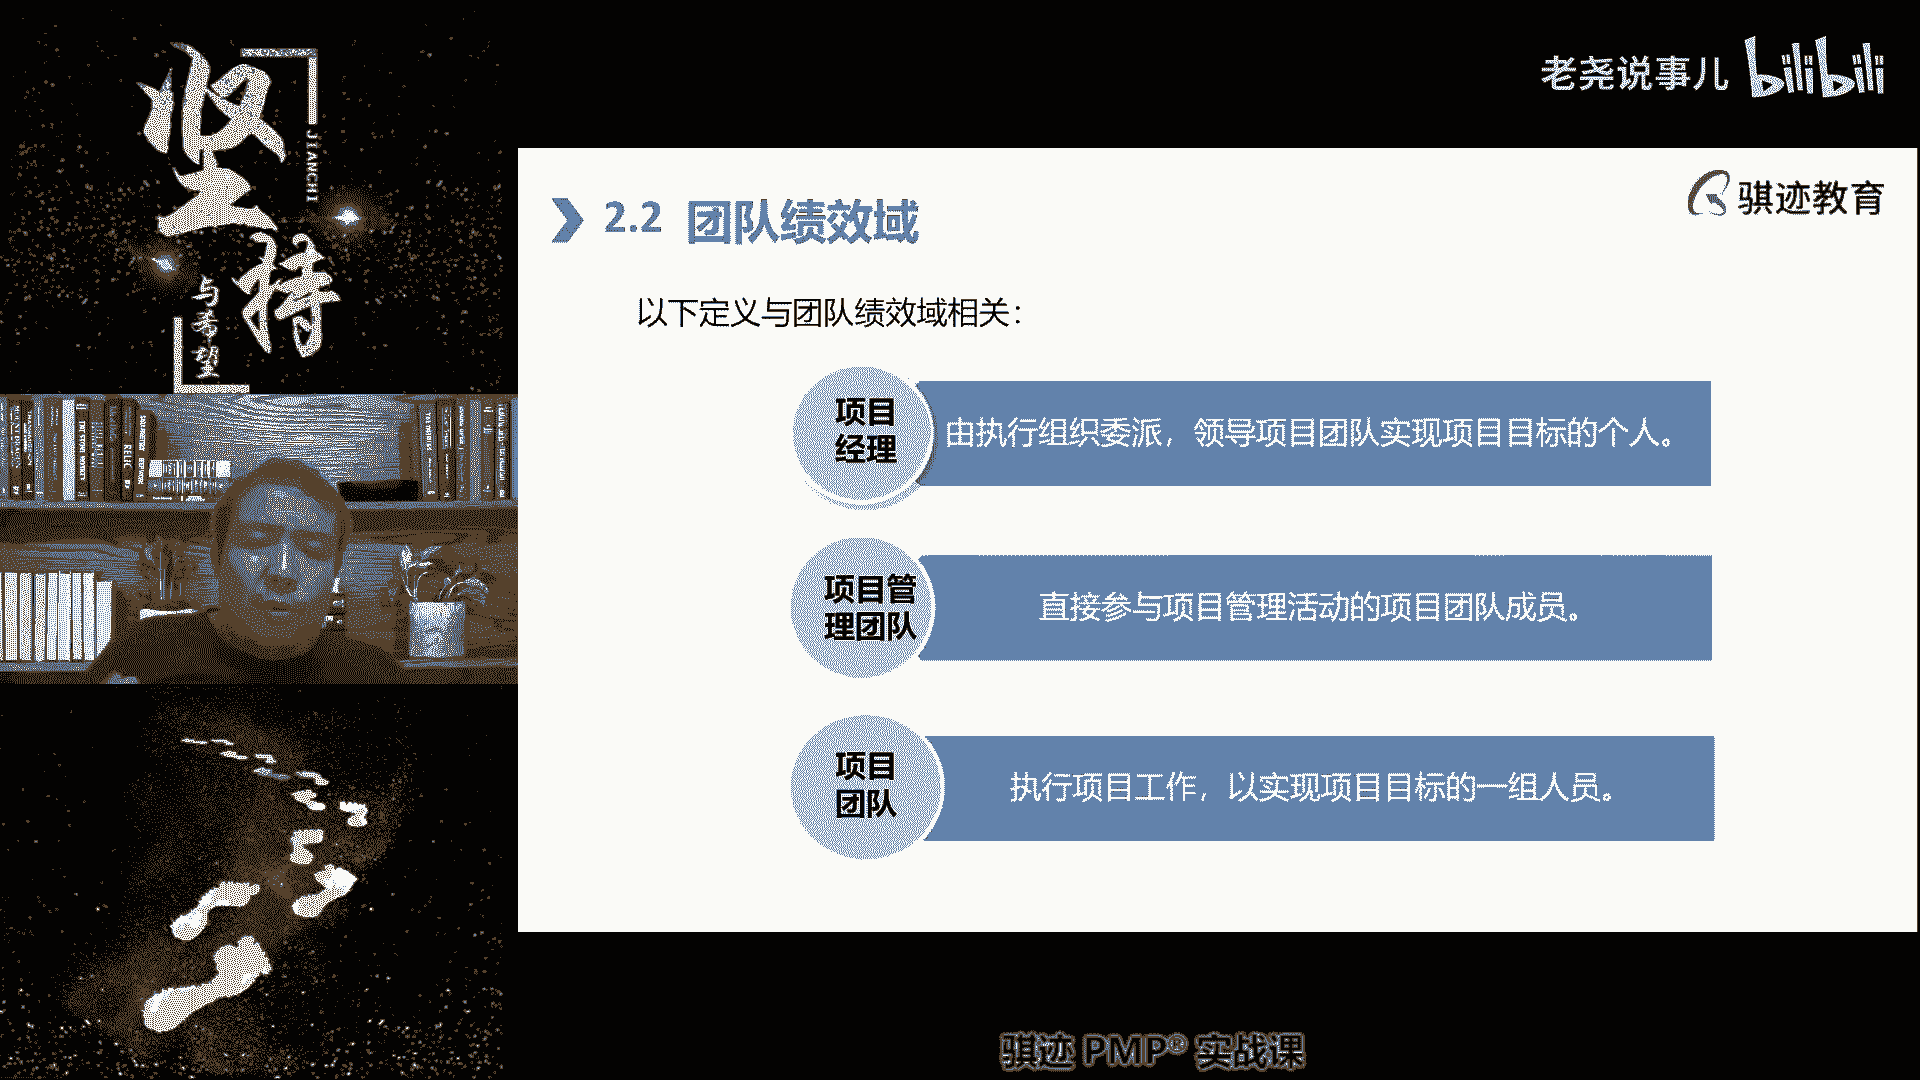 坚持
JIANCHI
与希望
老尧说事儿 bilibili
骐迹教育
2.2 团队绩效域
以下定义与团队绩效域相关：
项目
经理
由执行组织委派，领导项目团队实现项目目标的个人。
项目管
理团队
直接参与项目管理活动的项目团队成员。
项目
团队
执行项目工作，以实现项目目标的一组人员。
骐迹 PMP® 实战课